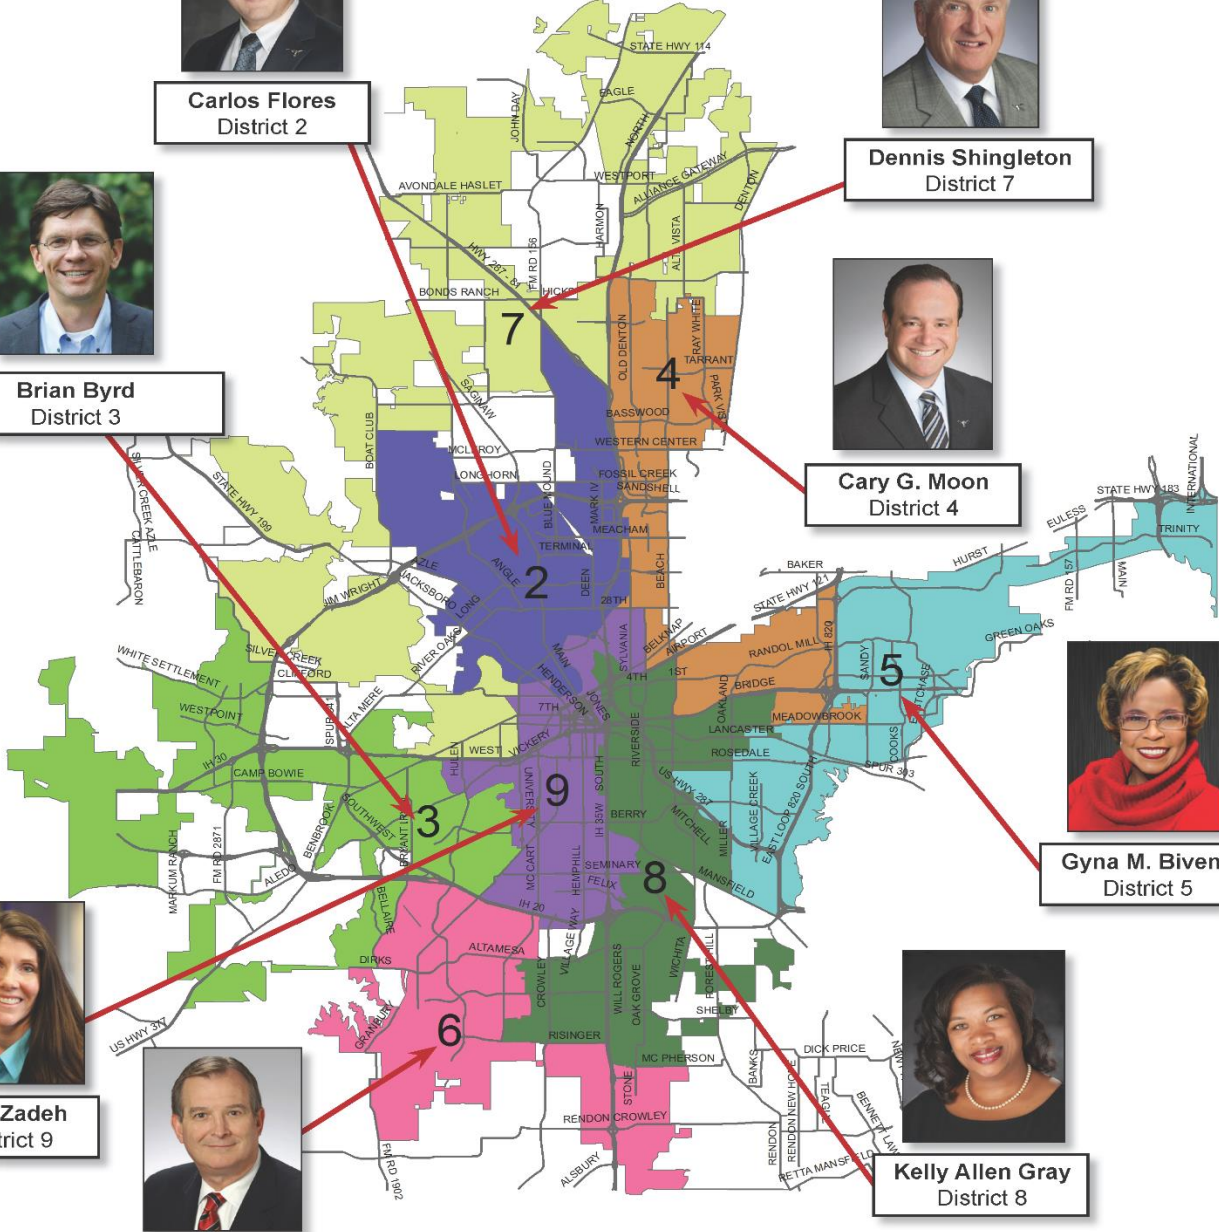 Carlos Flores
District 2
Dennis Shingleton
District 7
Brian Byrd
District 3
Cary G. Moon
District 4
Gyna M. Biven
District 5
Zadeh
trict 9
Kelly Allen Gray
District 8
7
4
2
5
3
9
8
6
STATE HWY 114
EAGLE
JOHN DAY
NORTH
WESTPORT
ALLIANCE GATEWAY
DENTON
AVONDALE HASLET
HARMON
ALTA VISTA
HWY 287 - 81
FM RD 156
BONDS RANCH
HICKS
OLD DENTON
RAY WHITE
TARRANT
PARK VISTA
BASSWOOD
WESTERN CENTER
SAGINAW
BOAT CLUB
MCLEROY
LONGHORN
BLUE MOUND
MARK IV
FOSSIL CREEK
SANDSHELL
MEACHAM
TERMINAL
ANGLE
DEEN
BEACH
28TH
SILVER CREEK AZLE
CATTLEBARON
STATE HWY 199
AZLE
JACKSBORO
JIM WRIGHT
LONG
RIVER OAKS
MAIN
HENDERSON
SYLVANIA
BELKNAP
AIRPORT
BAKER
STATE HWY 121
HURST
EULESS
STATE HWY 183
INTERNATIONAL
TRINITY
FM RD 157
MAIN
GREEN OAKS
IH 820
RANDOL MILL
SANDY
1ST
4TH
OAKLAND
BRIDGE
MEADOWBROOK
LANCASTER
ROSEDALE
COOKS
SPUR 303
WHITE SETTLEMENT
SILVER CREEK
CLIFFORD
WESTPOINT
ALTA MERE
IH 30
CAMP BOWIE
7TH
JONES
WEST
VICKERY
HULEN
RIVERSIDE
SOUTH
US HWY 287
UNIVERSITY
IH 35W
BERRY
MITCHELL
MILLER
VILLAGE CREEK
EAST LOOP 820 SOUTH
SOUTHWEST
BENBROOK
MARKUM RANCH
FM RD 2871
ALEDO
MC CART
HEMPHILL
SEMINARY
FELIX
MANSFIELD
BELLAIRE
IH 20
ALTAMESA
DIRKS
CROWLEY
VILLAGE WAY
WILL ROGERS
OAK GROVE
WICHITA
FOREST HILL
SHELBY
US HWY 377
GRANBURY
RISINGER
MC PHERSON
BANKS
DICK PRICE
STONE
RENDON CROWLEY
RENDON
RENDON NEW HOPE
TEAGUE
FM RD 1902
ALSBURY